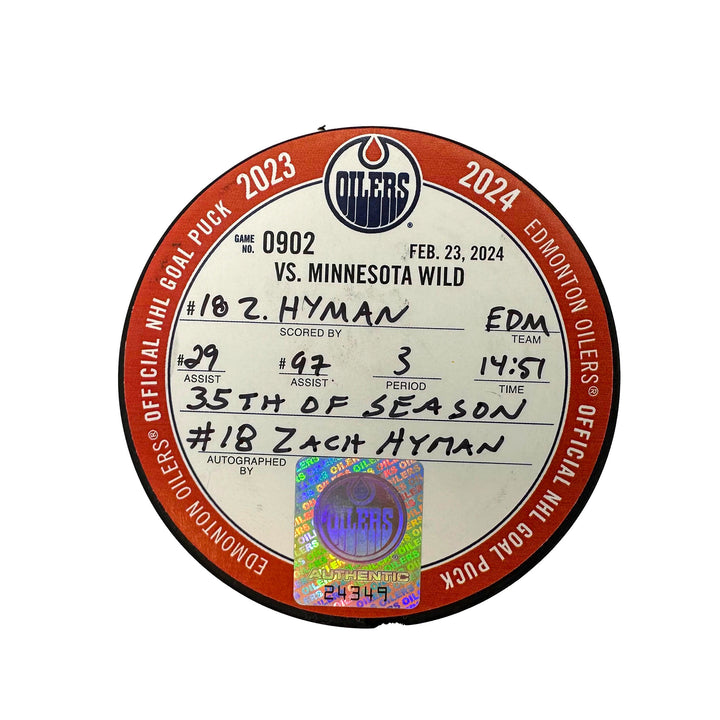 EDMONTON OILERS® OFFICIAL NHL GOAL PUCK 2023
OILERS®
2024 EDMONTON OILERS® OFFICIAL NHL GOAL PUCK
GAME NO. 0902
FEB. 23, 2024
VS. MINNESOTA WILD
#18 Z. HYMAN EDM
SCORED BY TEAM
#29 #97 3 14:51
ASSIST ASSIST PERIOD TIME
35TH OF SEASON
#18 ZACH HYMAN
AUTOGRAPHED BY
OILERS
AUTHENTIC
24349